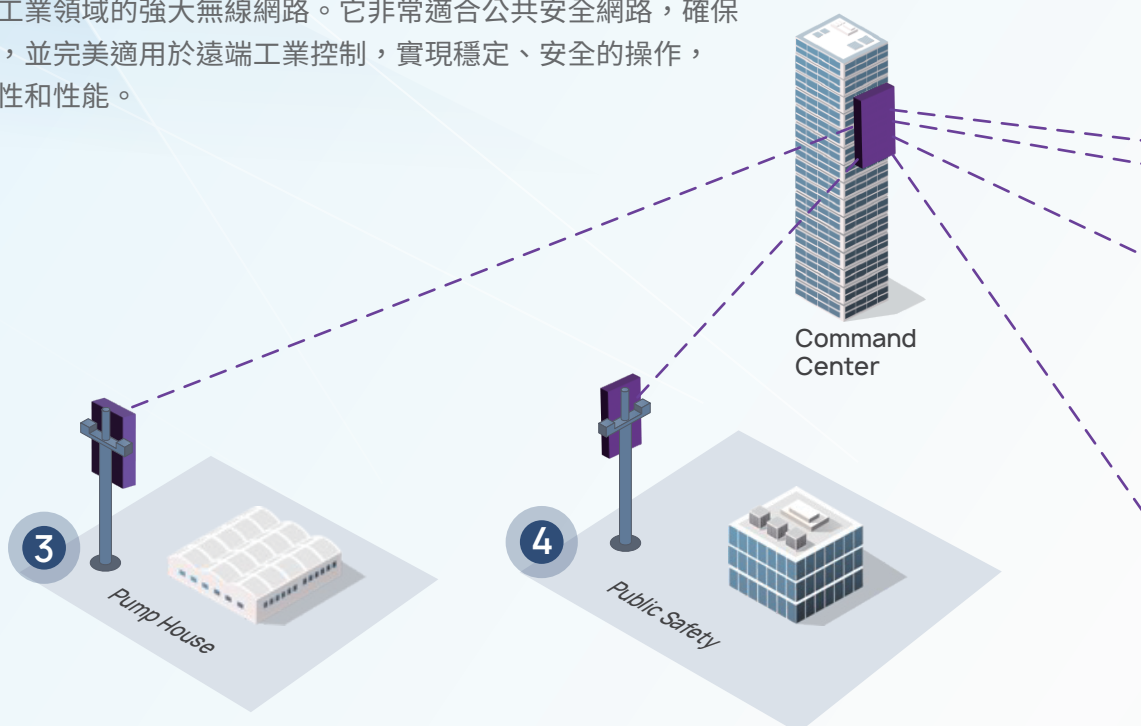 工業領域的強大無線網路。它非常適合公共安全網路，確保
，並完美適用於遠端工業控制，實現穩定、安全的操作，
性和性能。
Command
Center
3
Pump House
4
Public Safety